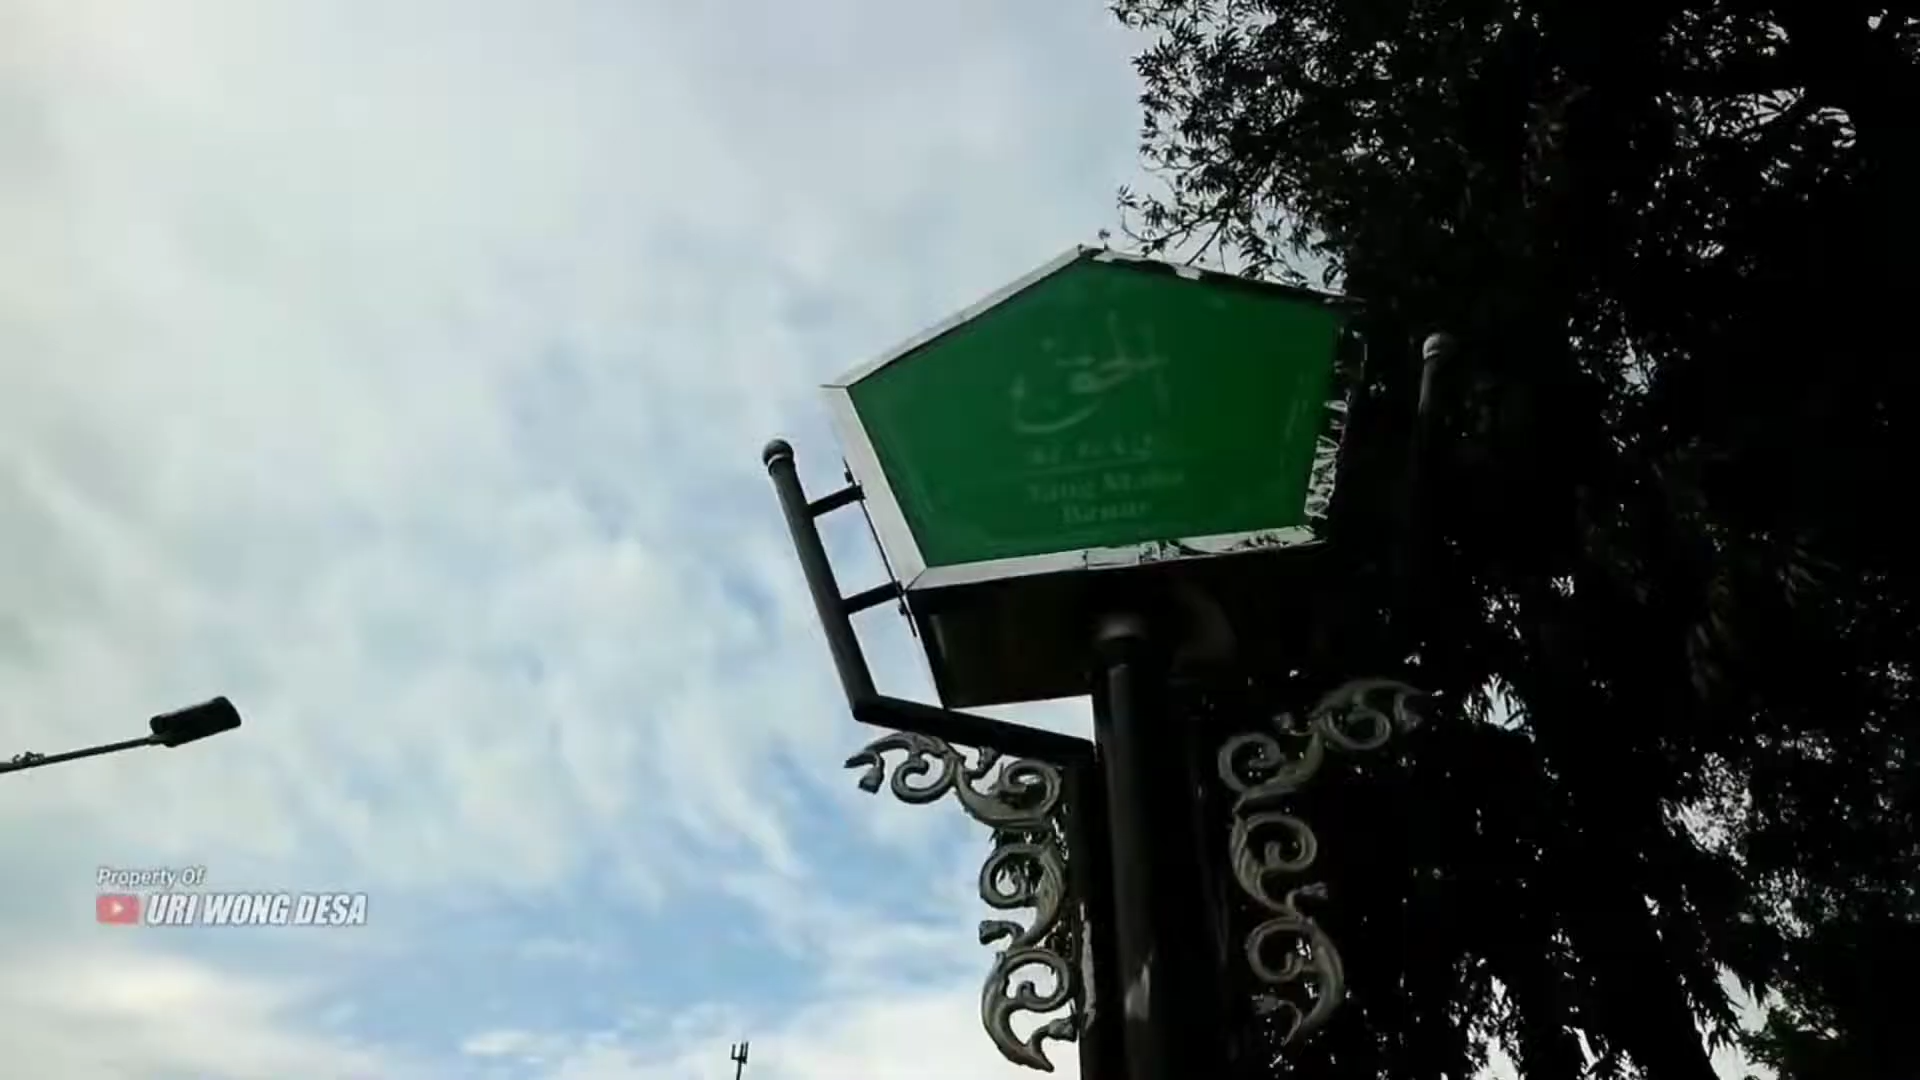 الحق
Yang Maha
Benar
Property Of
URI WONG DESA